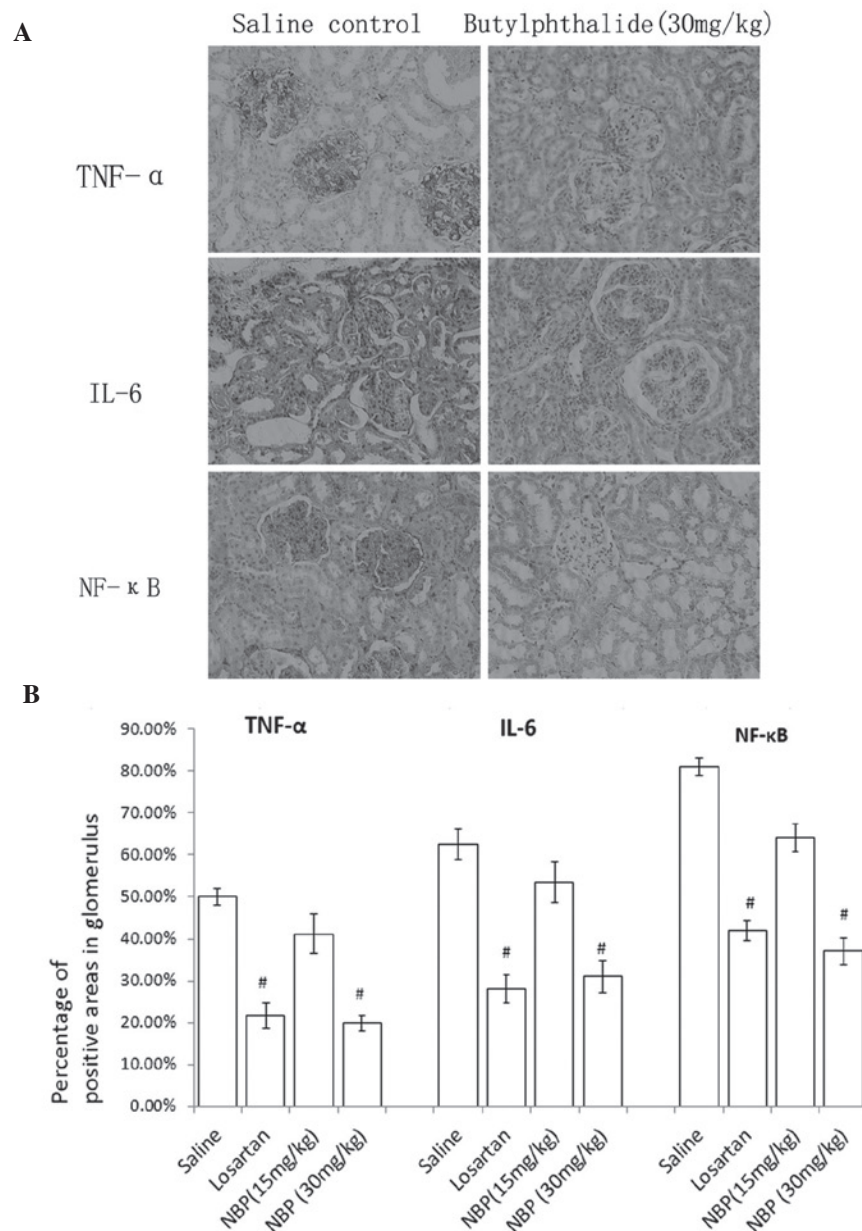 A
Saline control Butylphthalide(30mg/kg)
TNF-α
IL-6
NF-κB
B
TNF-α IL-6 NF-κB
Percentage of
positive areas in glomerulus
90.00%
80.00%
70.00%
60.00%
50.00%
40.00%
30.00%
20.00%
10.00%
0.00%
# # # # # #
Saline Losartan NBP(15mg/kg) NBP (30mg/kg) Saline Losartan NBP(15mg/kg) NBP (30mg/kg) Saline Losartan NBP(15mg/kg) NBP (30mg/kg)